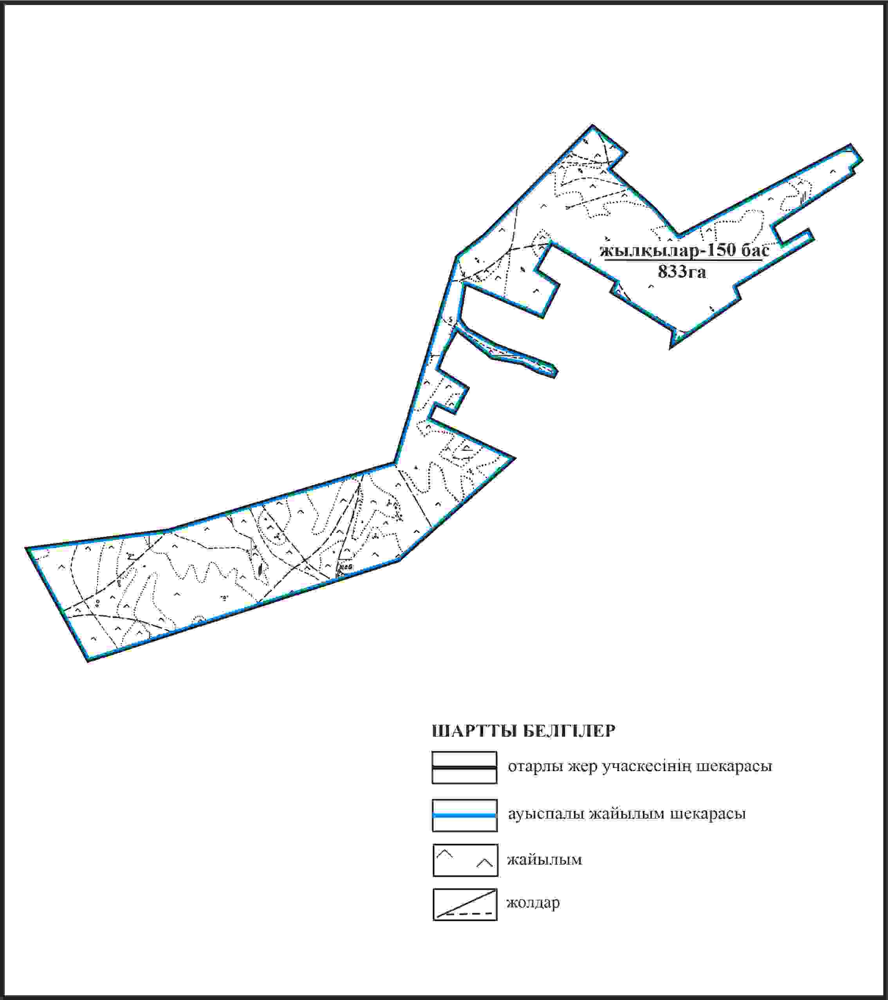 жылқылар-150 бас
833га
ШАРТТЫ БЕЛГІЛЕР
отарлы жер учаскесінің шекарасы
ауыспалы жайылым шекарасы
жайылым
жолдар